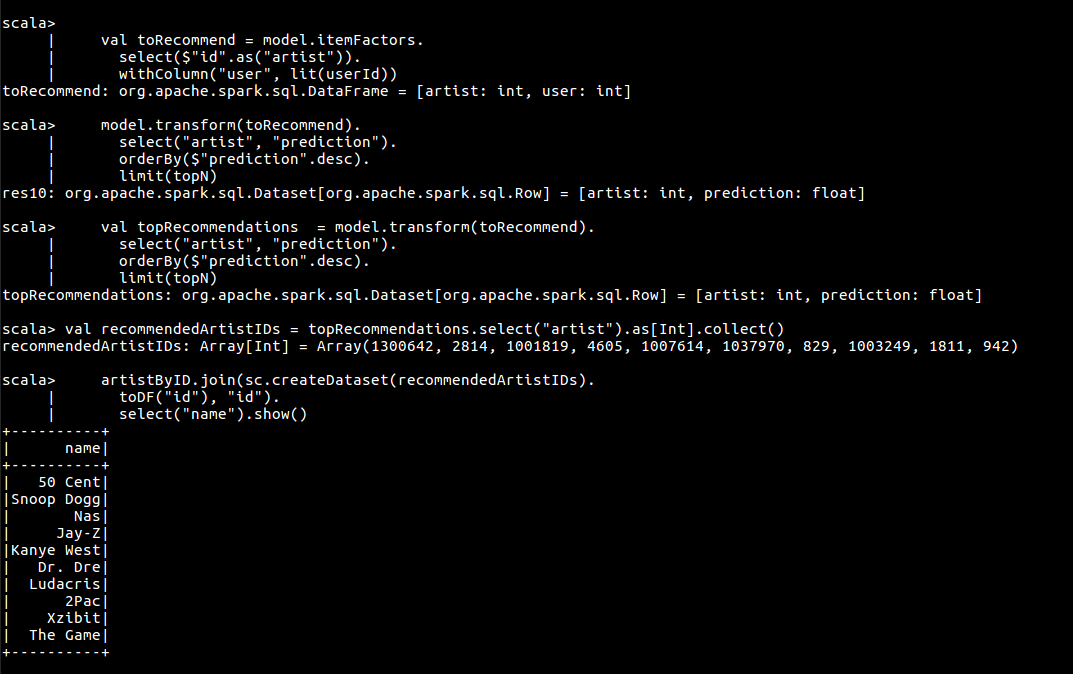 scala>
     |     val toRecommend = model.itemFactors.
     |       select($"id".as("artist")).
     |       withColumn("user", lit(userId))
toRecommend: org.apache.spark.sql.DataFrame = [artist: int, user: int]

scala>     model.transform(toRecommend).
     |       select("artist", "prediction").
     |       orderBy($"prediction".desc).
     |       limit(topN)
res10: org.apache.spark.sql.Dataset[org.apache.spark.sql.Row] = [artist: int, prediction: float]

scala>     val topRecommendations  = model.transform(toRecommend).
     |       select("artist", "prediction").
     |       orderBy($"prediction".desc).
     |       limit(topN)
topRecommendations: org.apache.spark.sql.Dataset[org.apache.spark.sql.Row] = [artist: int, prediction: float]

scala> val recommendedArtistIDs = topRecommendations.select("artist").as[Int].collect()
recommendedArtistIDs: Array[Int] = Array(1300642, 2814, 1001819, 4605, 1007614, 1037970, 829, 1003249, 1811, 942)

scala>     artistByID.join(sc.createDataset(recommendedArtistIDs).
     |       toDF("id"), "id").
     |       select("name").show()
+----------+
|      name|
+----------+
|   50 Cent|
|Snoop Dogg|
|       Nas|
|     Jay-Z|
|Kanye West|
|   Dr. Dre|
|  Ludacris|
|      2Pac|
|    Xzibit|
|  The Game|
+----------+